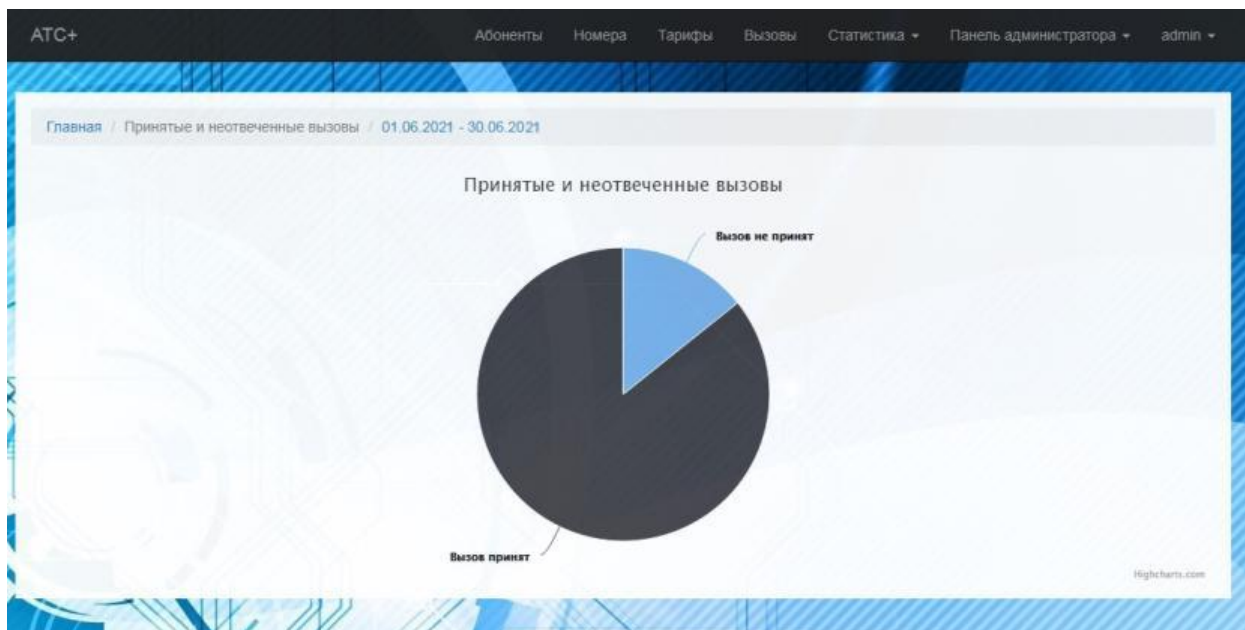 АТС+ Абоненты Номера Тарифы Вызовы Статистика Панель администратора admin
Главная / Принятые и неотвеченные вызовы / 01.06.2021 - 30.06.2021
Принятые и неотвеченные вызовы
Вызов не принят
Вызов принят
Highcharts.com